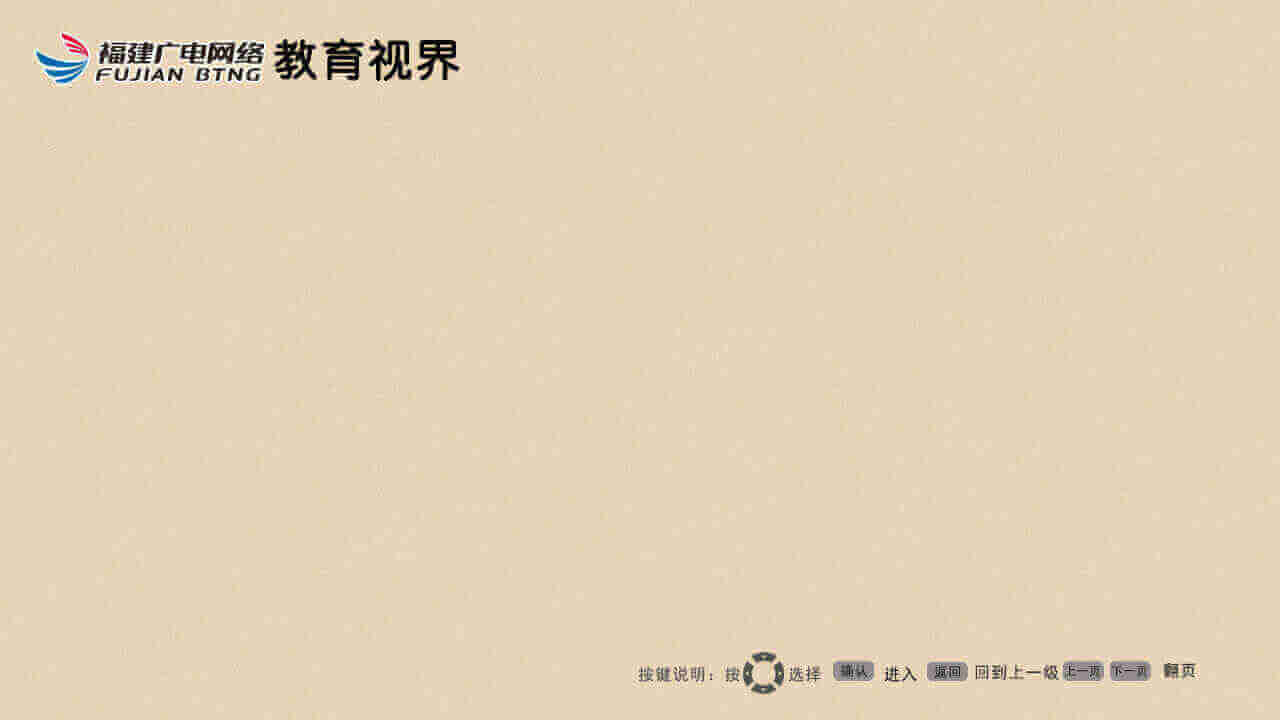 福建广电网络 教育视界
FUJIAN BTNG
按键说明：按 选择 确认 进入 返回 回到上一级 上一页 下一页 翻页